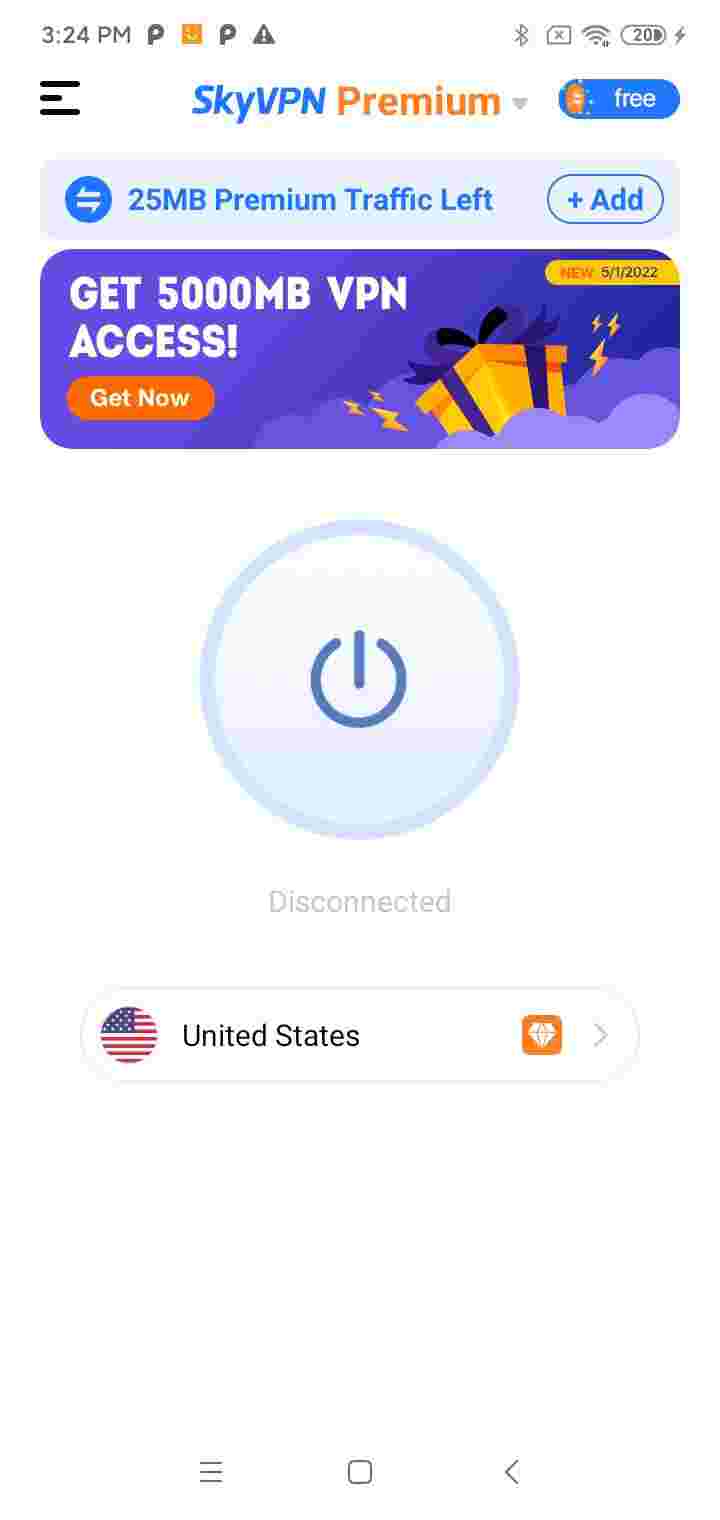 3:24 PM
20
SkyVPN Premium
free
25MB Premium Traffic Left
+ Add
GET 5000MB VPN
ACCESS!
NEW 5/1/2022
Get Now
Disconnected
United States